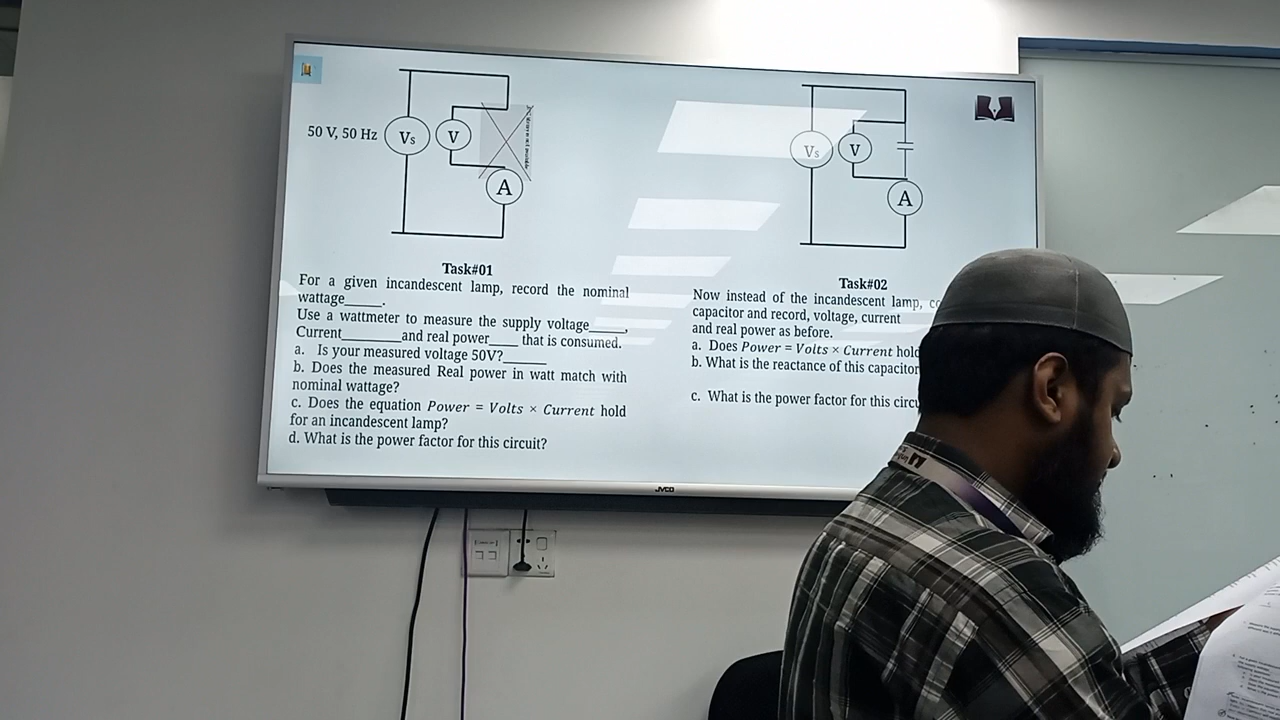 50 V, 50 Hz
Vs
V
A
Vs
V
A
Task#01
For a given incandescent lamp, record the nominal
wattage_____.
Use a wattmeter to measure the supply voltage_____,
Current________and real power____ that is consumed.
a. Is your measured voltage 50V?______
b. Does the measured Real power in watt match with
nominal wattage?
c. Does the equation Power = Volts × Current hold
for an incandescent lamp?
d. What is the power factor for this circuit?
Task#02
Now instead of the incandescent lamp,
capacitor and record, voltage, current
and real power as before.
a. Does Power = Volts × Current hold
b. What is the reactance of this capacitor
c. What is the power factor for this
JVCO